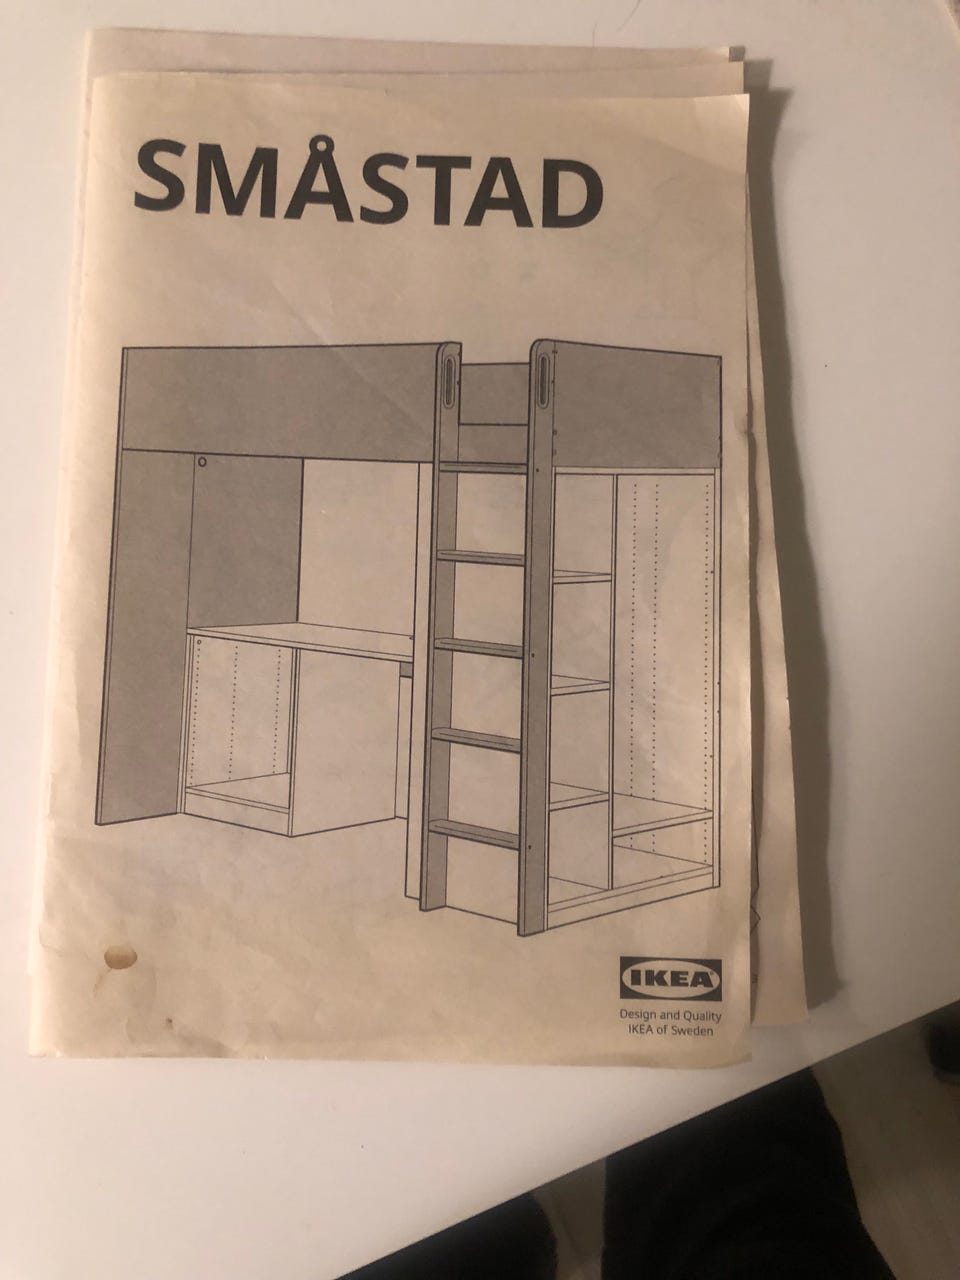 SMÅSTAD
IKEA
Design and Quality
IKEA of Sweden